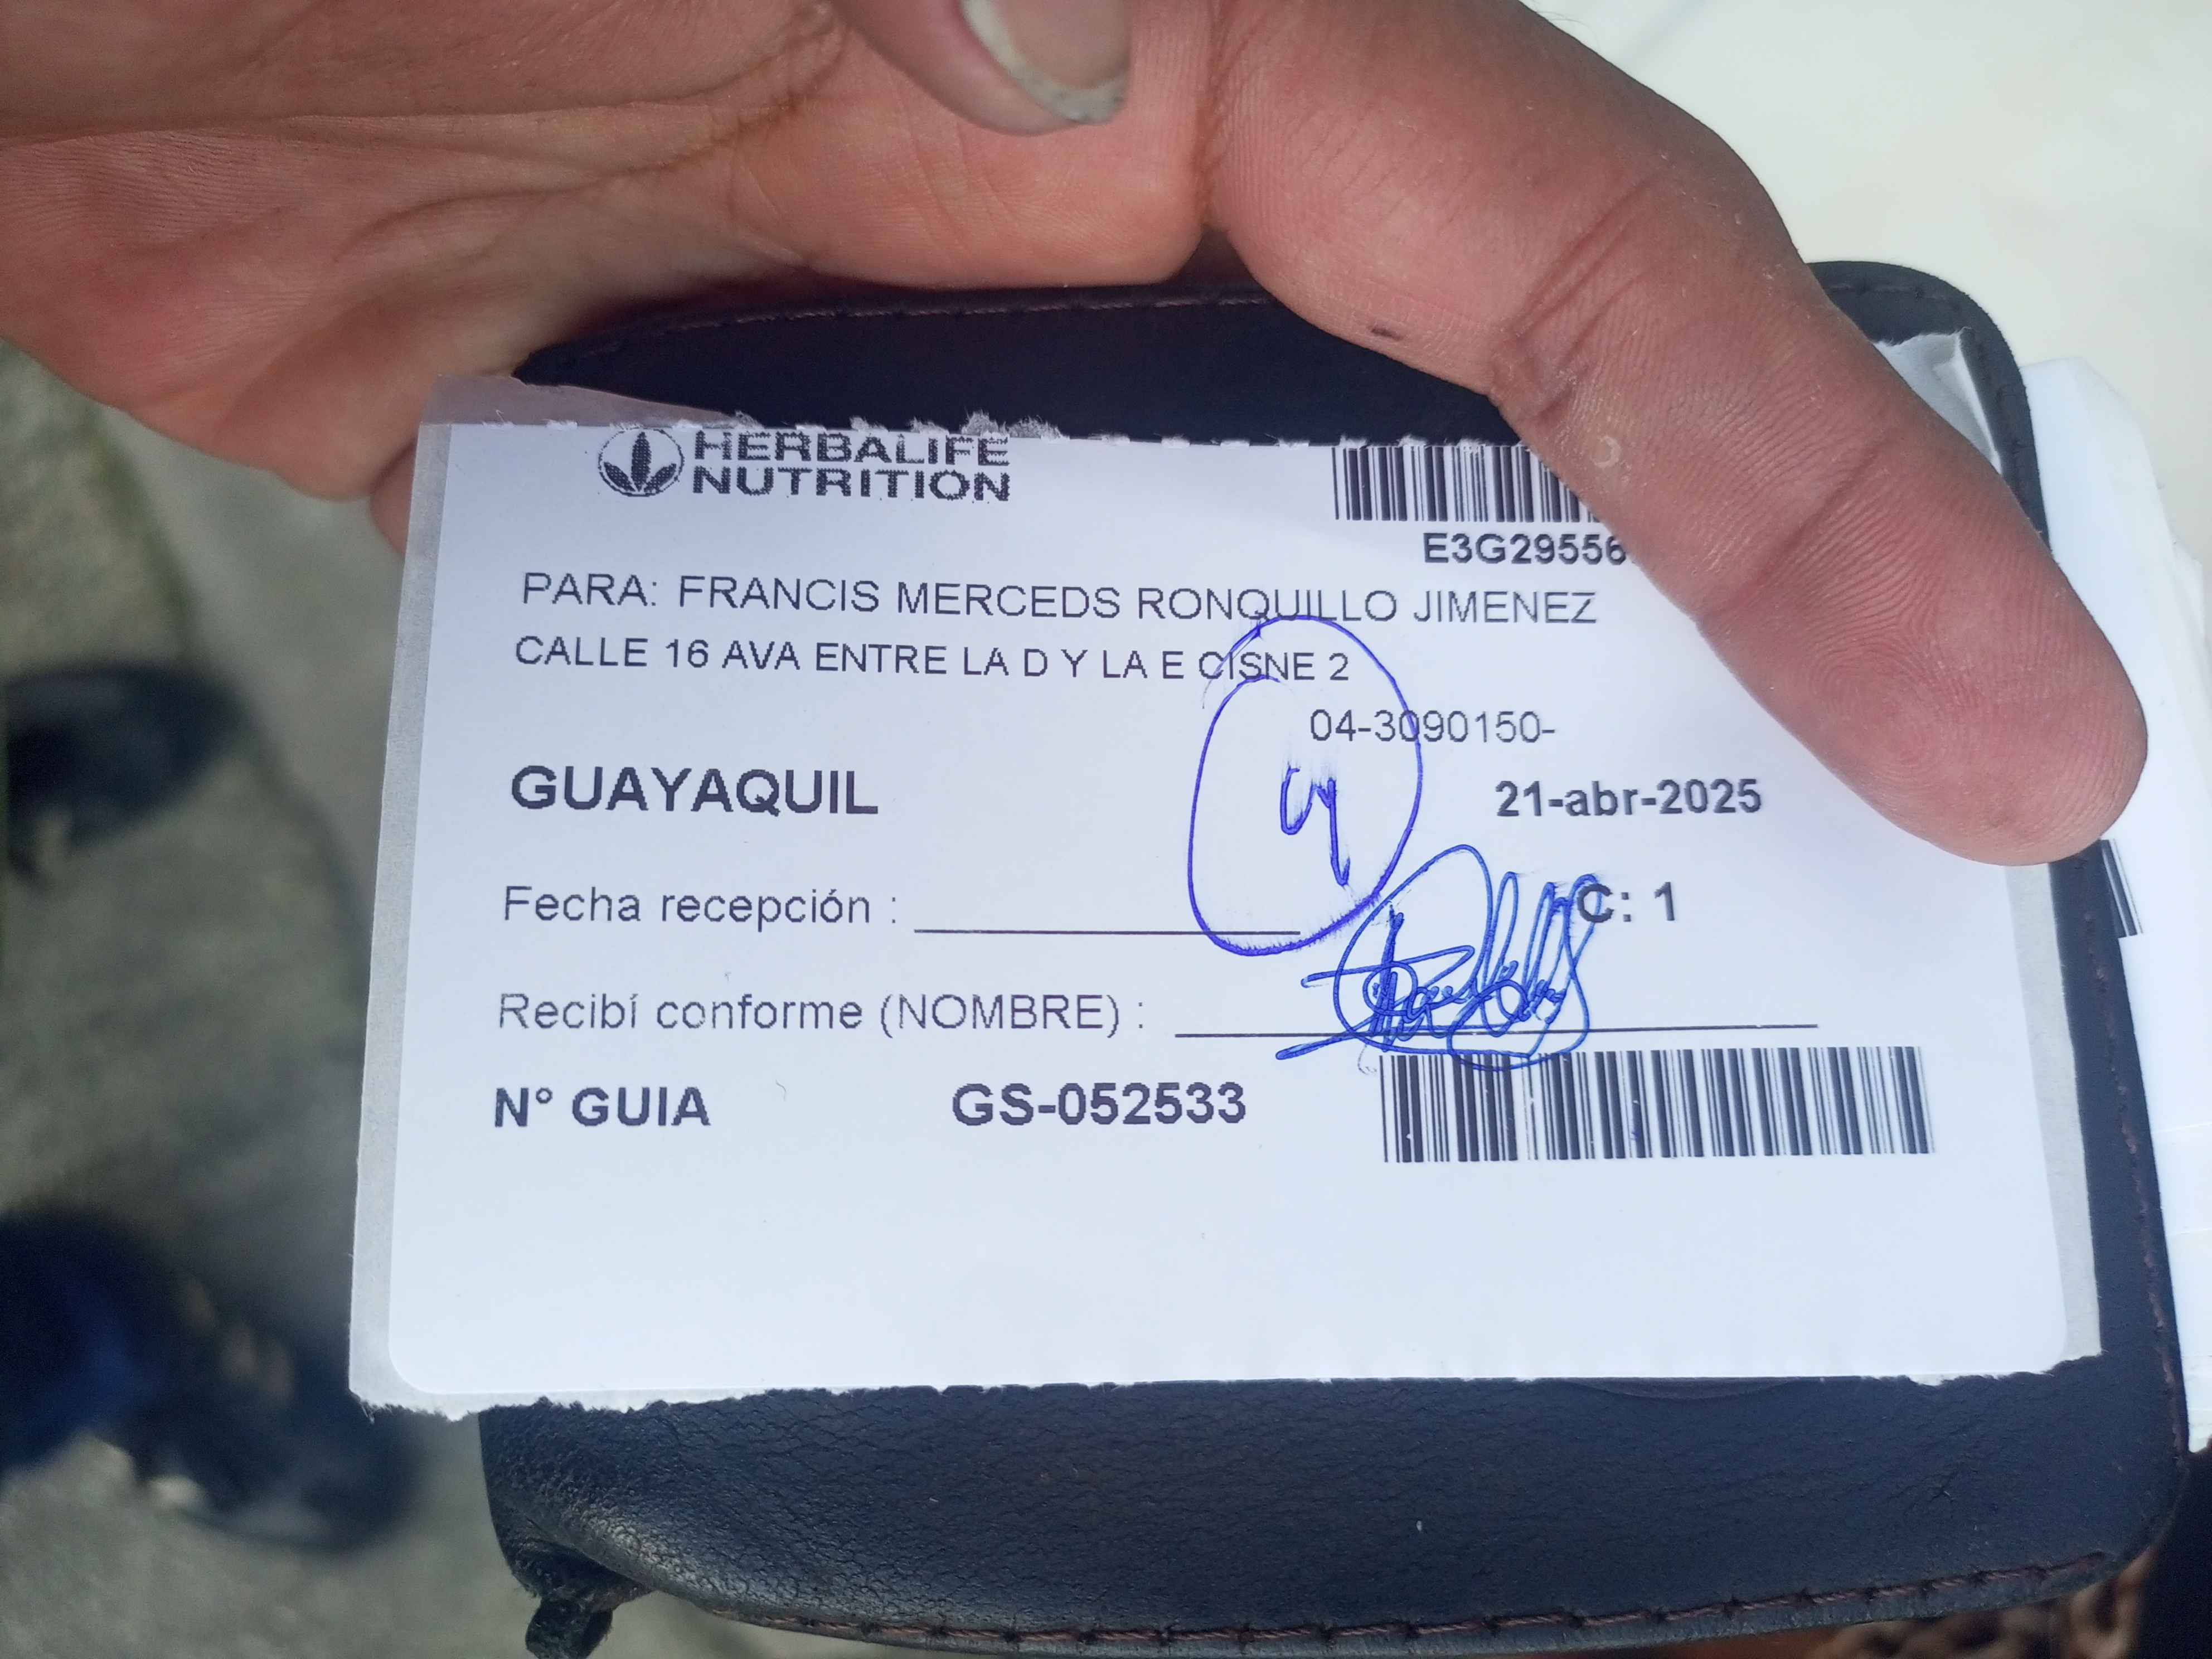 HERBALIFE
NUTRITION
E3G29556
PARA: FRANCIS MERCEDS RONQUILLO JIMENEZ
CALLE 16 AVA ENTRE LA D Y LA E CISNE 2
04-3090150-
GUAYAQUIL
21-abr-2025
Fecha recepción :
C: 1
Recibí conforme (NOMBRE) :
N° GUIA GS-052533